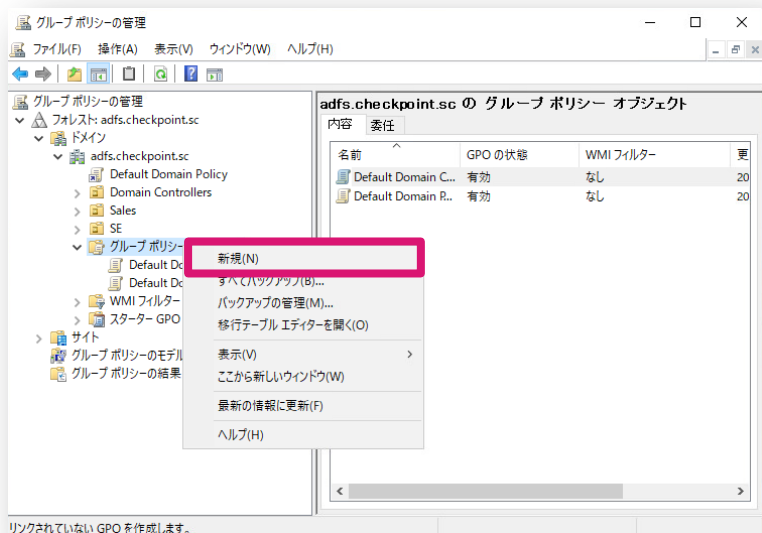 グループ ポリシーの管理
ファイル(F) 操作(A) 表示(V) ウィンドウ(W) ヘルプ(H)
グループ ポリシーの管理
フォレスト: adfs.checkpoint.sc
ドメイン
adfs.checkpoint.sc
Default Domain Policy
Domain Controllers
Sales
SE
グループ ポリシー
Default Do
Default Do
WMI フィルター
スターター GPO
サイト
グループ ポリシーのモデル
グループ ポリシーの結果
新規(N)
すべてバックアップ(B)...
バックアップの管理(M)...
移行テーブル エディターを開く(O)
表示(V)
ここから新しいウィンドウ(W)
最新の情報に更新(F)
ヘルプ(H)
adfs.checkpoint.sc の グループ ポリシー オブジェクト
内容 委任
名前 GPO の状態 WMI フィルター 更
Default Domain C... 有効 なし 20
Default Domain P... 有効 なし 20
リンクされていない GPO を作成します。